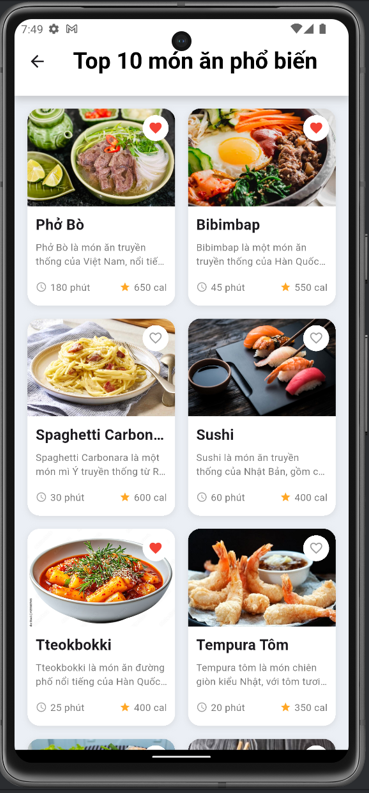 7:49
Top 10 món ăn phổ biến
Phở Bò
Phở Bò là món ăn truyền
thống của Việt Nam, nổi tiế...
180 phút
650 cal
Bibimbap
Bibimbap là một món ăn
truyền thống của Hàn Quốc...
45 phút
550 cal
Spaghetti Carbon...
Spaghetti Carbonara là một
món mì Ý truyền thống từ R...
30 phút
600 cal
Sushi
Sushi là món ăn truyền
thống của Nhật Bản, gồm c...
60 phút
400 cal
Tteokbokki
Tteokbokki là món ăn đường
phố nổi tiếng của Hàn Quốc...
25 phút
400 cal
Tempura Tôm
Tempura tôm là món chiên
giòn kiểu Nhật, với tôm tươi...
20 phút
350 cal